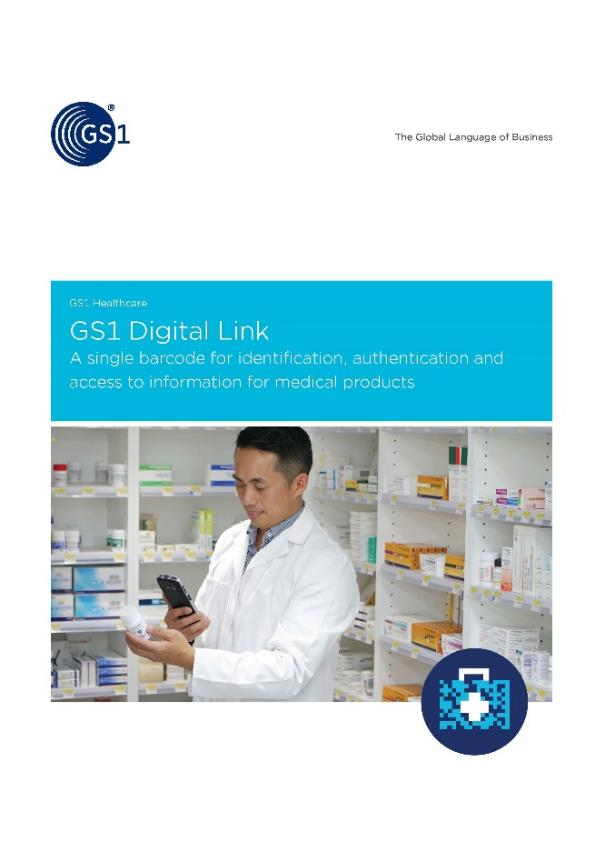 GS1
®
The Global Language of Business
GS1 Healthcare
GS1 Digital Link
A single barcode for identification, authentication and
access to information for medical products